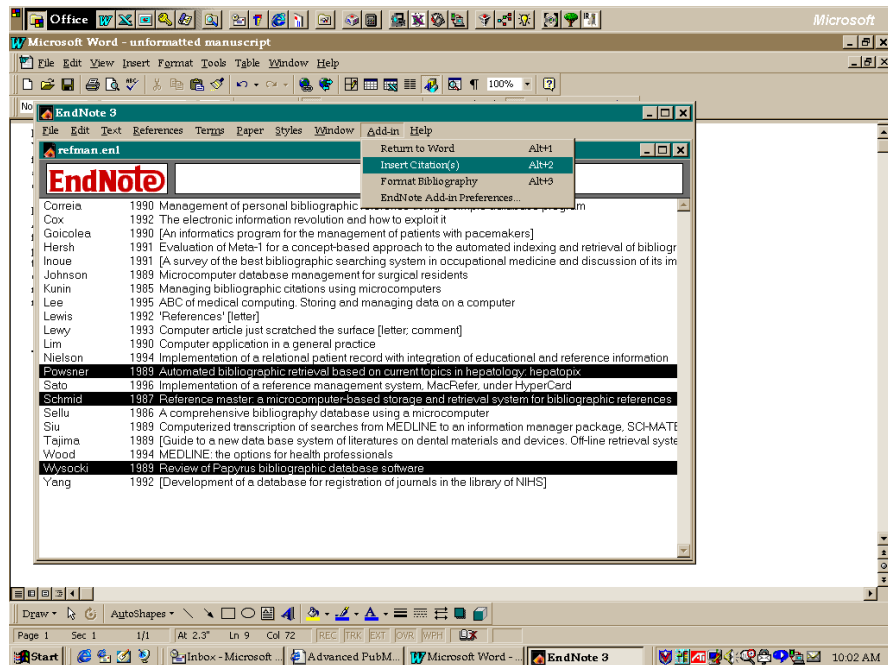 Office
Microsoft
Microsoft Word - unformatted manuscript
File Edit View Insert Format Tools Table Window Help
100%
No
EndNote 3
File Edit Text References Terms Paper Styles Window Add-in Help
Return to Word Alt+1
Insert Citation(s) Alt+2
Format Bibliography Alt+3
EndNote Add-in Preferences...
refman.enl
EndNote
Correia 1990 Management of personal bibliographic
Cox 1992 The electronic information revolution and how to exploit it
Goicolea 1990 [An informatics program for the management of patients with pacemakers]
Hersh 1991 Evaluation of Meta-1 for a concept-based approach to the automated indexing and retrieval of bibliogr
Inoue 1991 [A survey of the best bibliographic searching system in occupational medicine and discussion of its im
Johnson 1989 Microcomputer database management for surgical residents
Kunin 1985 Managing bibliographic citations using microcomputers
Lee 1995 ABC of medical computing. Storing and managing data on a computer
Lewis 1992 'References' [letter]
Lewy 1993 Computer article just scratched the surface [letter; comment]
Lim 1990 Computer application in a general practice
Nielson 1994 Implementation of a relational patient record with integration of educational and reference information
Powsner 1989 Automated bibliographic retrieval based on current topics in hepatology: hepatopix
Sato 1996 Implementation of a reference management system, MacRefer, under HyperCard
Schmid 1987 Reference master: a microcomputer-based storage and retrieval system for bibliographic references
Sellu 1986 A comprehensive bibliography database using a microcomputer
Siu 1989 Computerized transcription of searches from MEDLINE to an information manager package, SCI-MATE
Tajima 1989 [Guide to a new data base system of literatures on dental materials and devices. Off-line retrieval syste
Wood 1994 MEDLINE: the options for health professionals
Wysocki 1989 Review of Papyrus bibliographic database software
Yang 1992 [Development of a database for registration of journals in the library of NIHS]
Draw AutoShapes
Page 1 Sec 1 1/1 At 2.3" Ln 9 Col 72 REC TRK EXT OVR WPH
Start Inbox - Microsoft ... Advanced PubM... Microsoft Word - ... EndNote 3 10:02 AM